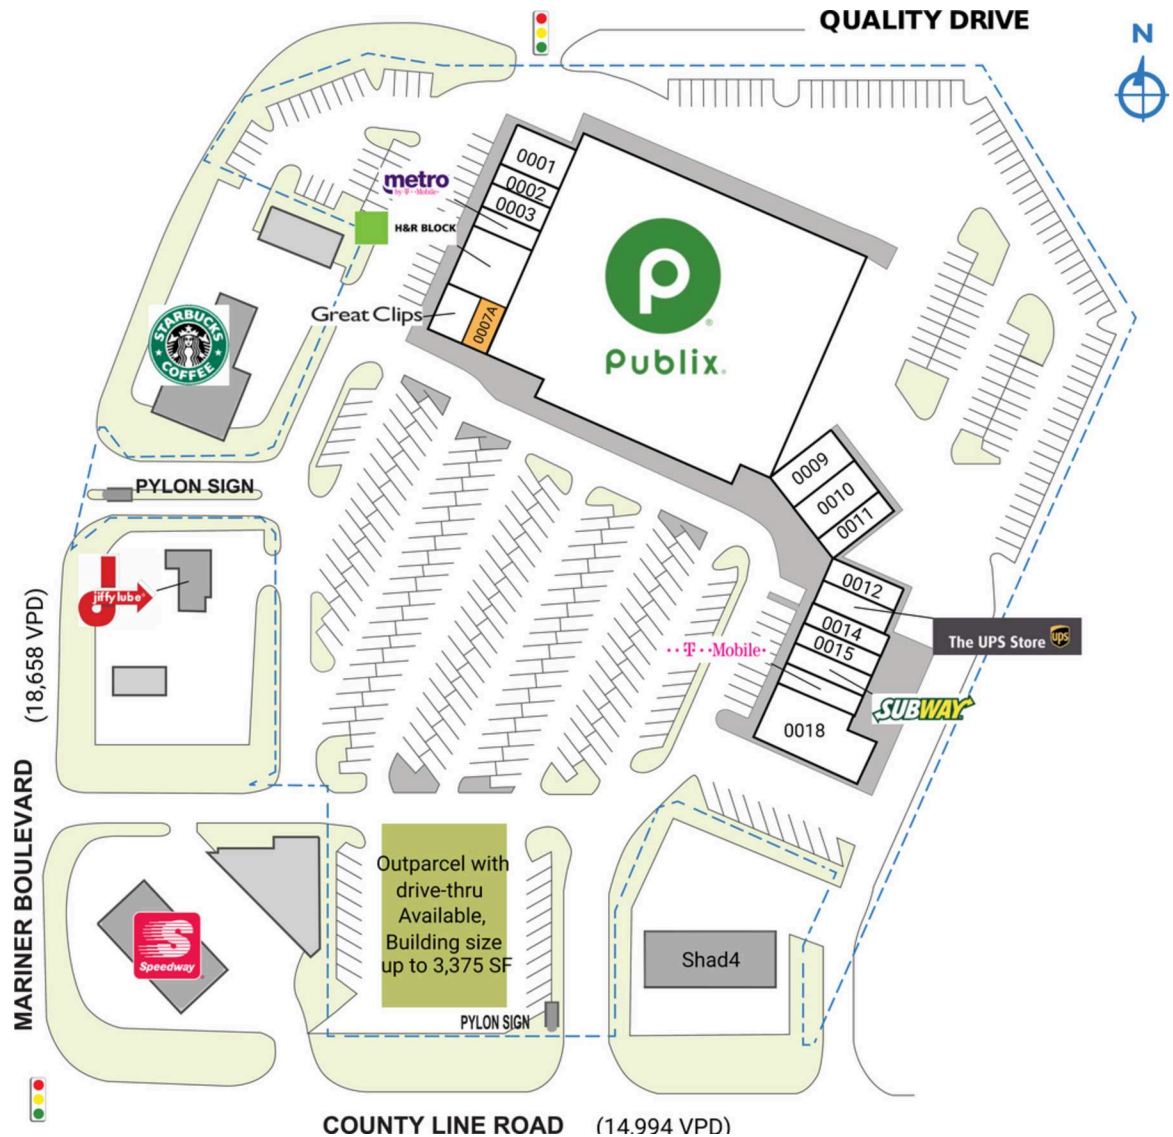 QUALITY DRIVE
N
0001
0002
0003
metro
by T-Mobile
H&R BLOCK
Great Clips
0007A
p
Publix
STARBUCKS
COFFEE
0009
0010
0011
PYLON SIGN
jiffy lube
0012
0014
0015
The UPS Store
ups
T Mobile
SUBWAY
0018
(18,658 VPD)
MARINER BOULEVARD
S
Speedway
Outparcel with
drive-thru
Available,
Building size
up to 3,375 SF
Shad4
PYLON SIGN
COUNTY LINE ROAD (14,994 VPD)